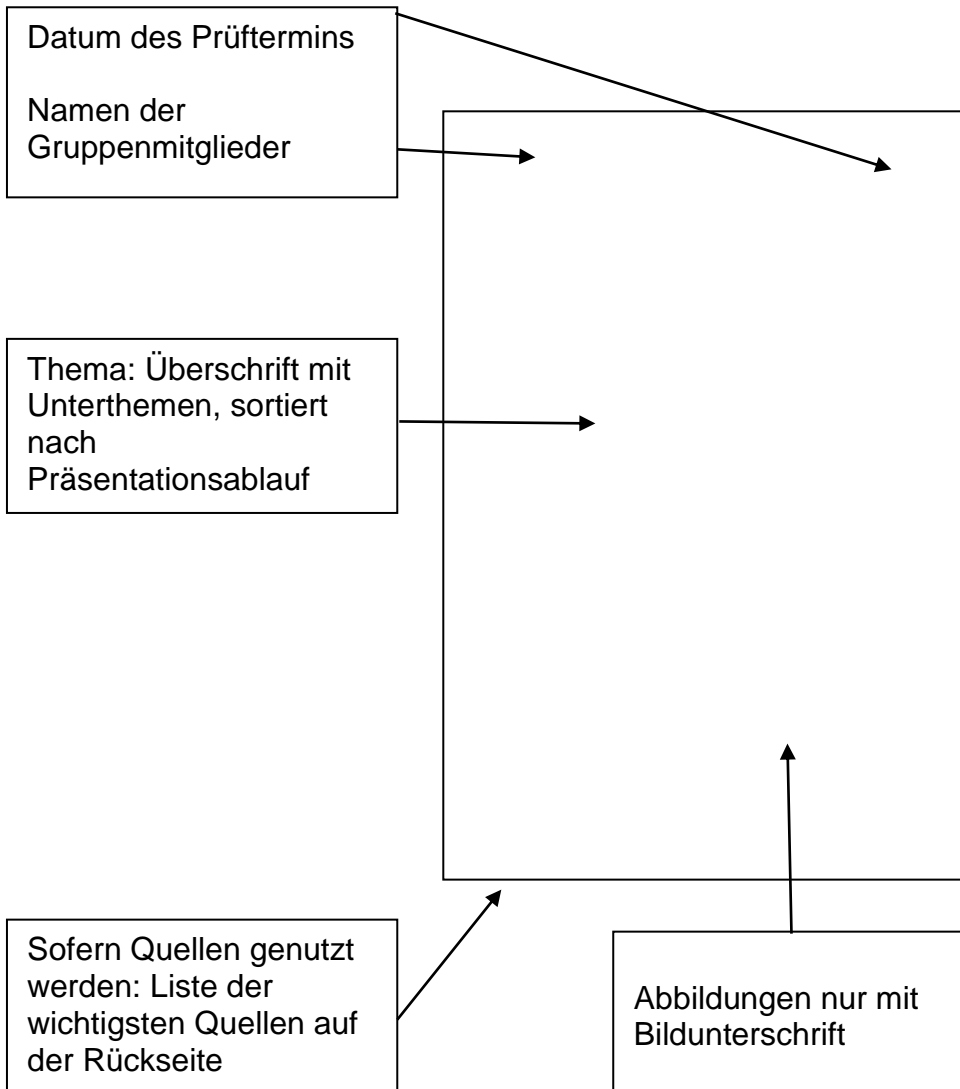 Datum des Prüftermins
Namen der
Gruppenmitglieder
Thema: Überschrift mit
Unterthemen, sortiert
nach
Präsentationsablauf
Sofern Quellen genutzt
werden: Liste der
wichtigsten Quellen auf
der Rückseite
Abbildungen nur mit
Bildunterschrift